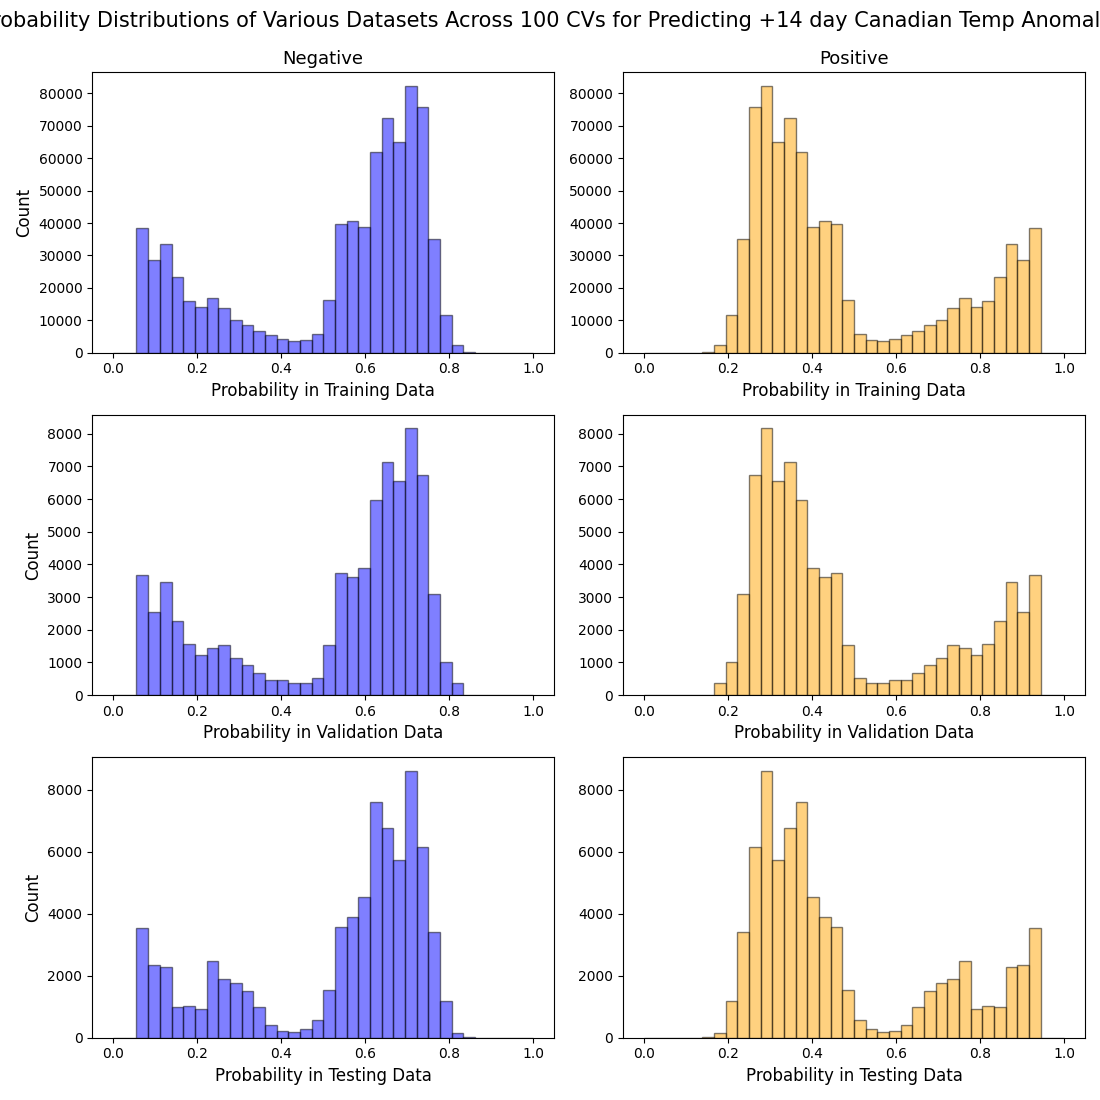 obability Distributions of Various Datasets Across 100 CVs for Predicting +14 day Canadian Temp Anomal
Negative
Positive
80000
70000
60000
50000
40000
30000
20000
10000
0
Count
0.0 0.2 0.4 0.6 0.8 1.0
Probability in Training Data
80000
70000
60000
50000
40000
30000
20000
10000
0
0.0 0.2 0.4 0.6 0.8 1.0
Probability in Training Data
8000
7000
6000
5000
4000
3000
2000
1000
0
Count
0.0 0.2 0.4 0.6 0.8 1.0
Probability in Validation Data
8000
7000
6000
5000
4000
3000
2000
1000
0
0.0 0.2 0.4 0.6 0.8 1.0
Probability in Validation Data
8000
6000
4000
2000
0
Count
0.0 0.2 0.4 0.6 0.8 1.0
Probability in Testing Data
8000
6000
4000
2000
0
0.0 0.2 0.4 0.6 0.8 1.0
Probability in Testing Data